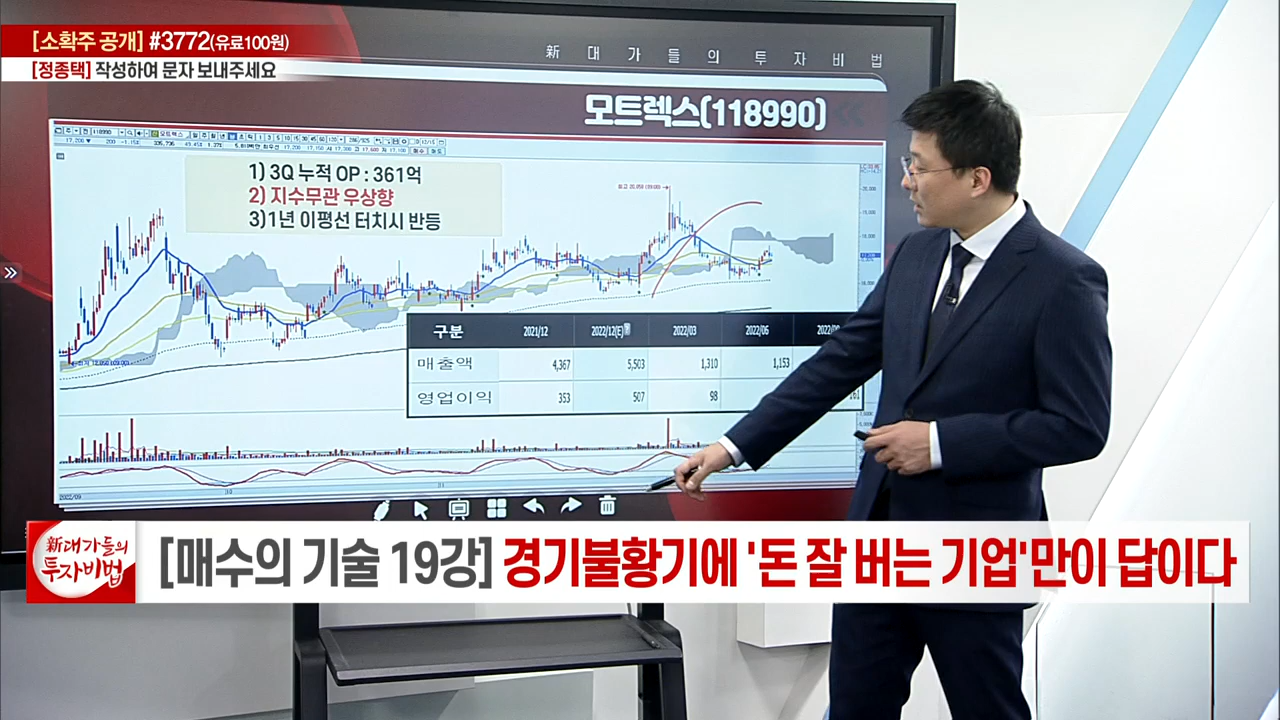 [소확주 공개] #3772(유료100원)
[정종택] 작성하여 문자 보내주세요
新 대 가 들 의 투 자 비 법
모트렉스(118990)
1) 3Q 누적 OP : 361억
2) 지수무관 우상향
3)1년 이평선 터치시 반등
구분 2021/12 2022/12(E) 2022/03 2022/06
매출액 4,367 5,503 1,310 1,153
영업이익 353 507 98
2022/09
新대가들의
투자비법
[매수의 기술 19강] 경기불황기에 '돈 잘 버는 기업'만이 답이다